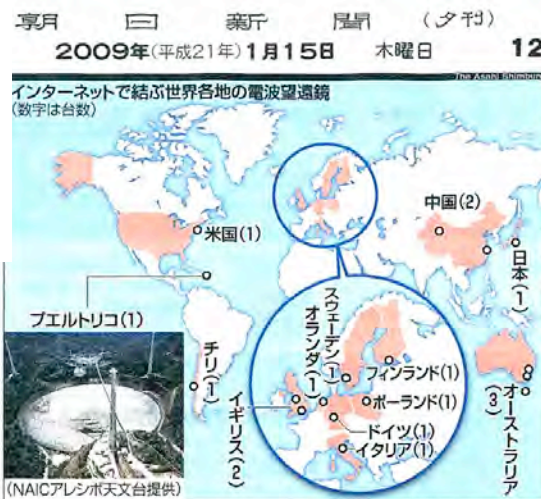 朝日新聞 (夕刊)
2009年(平成21年)1月15日 木曜日 12
The Asahi Shimbun
インターネットで結ぶ世界各地の電波望遠鏡
(数字は台数)
米国(1)
中国(2)
日本(1)
プエルトリコ(1)
チリ(1)
スウェーデン(1)
オランダ(1)
フィンランド(1)
ポーランド(1)
ドイツ(1)
イタリア(1)
イギリス(2)
オーストラリア(3)
(NAICアレシボ天文台提供)